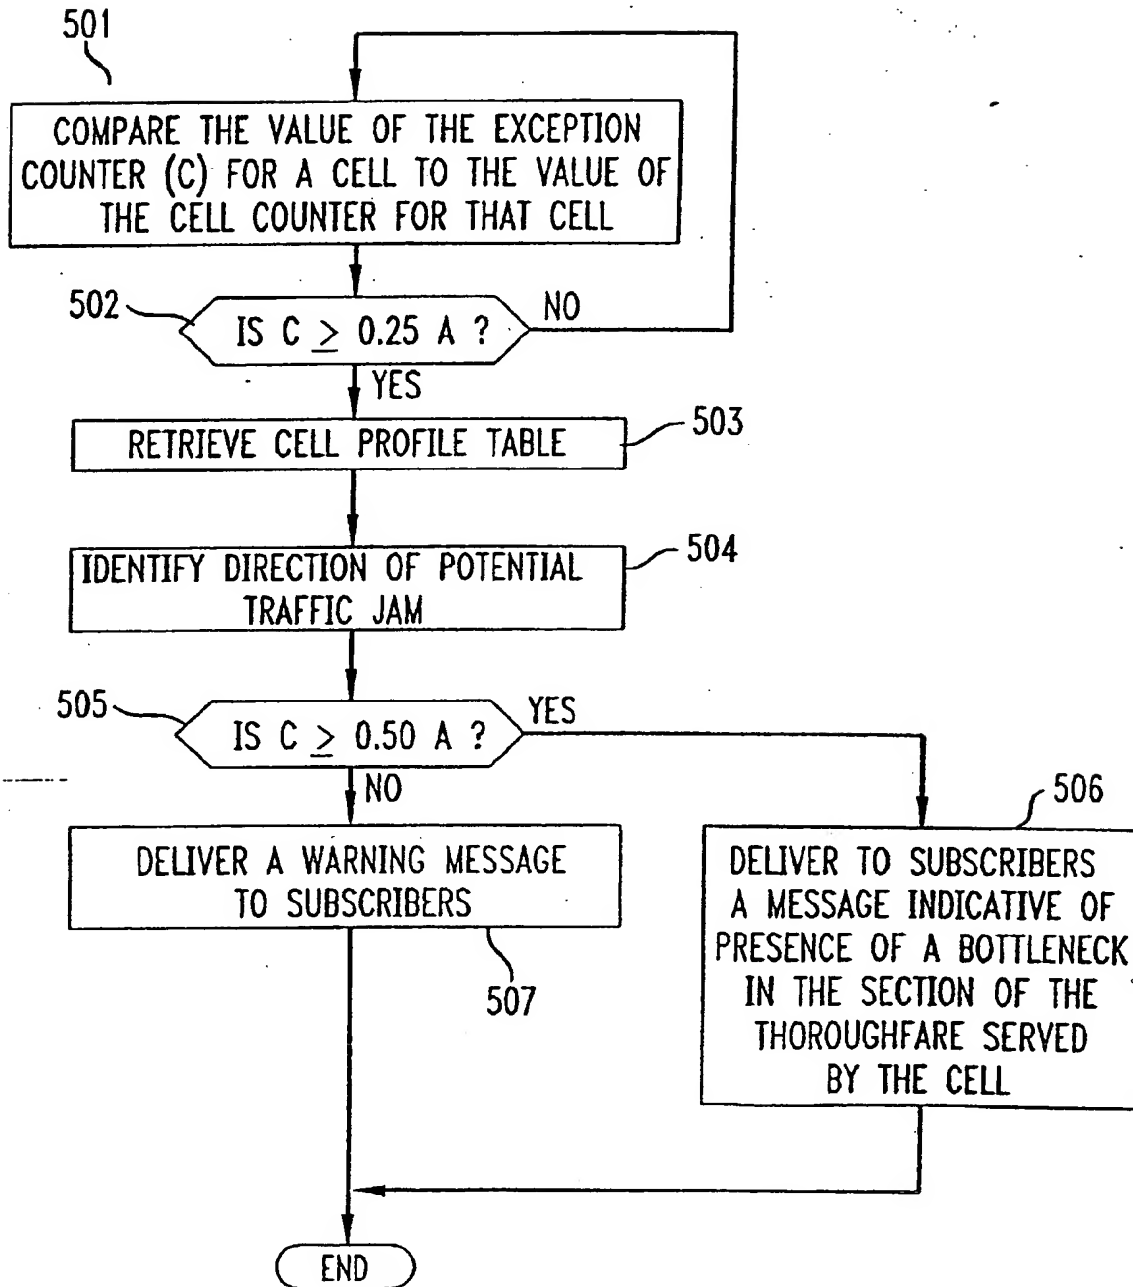 501
COMPARE THE VALUE OF THE EXCEPTION
COUNTER (C) FOR A CELL TO THE VALUE OF
THE CELL COUNTER FOR THAT CELL
502
IS C ≥ 0.25 A ?
NO
YES
RETRIEVE CELL PROFILE TABLE
503
IDENTIFY DIRECTION OF POTENTIAL
TRAFFIC JAM
504
505
IS C ≥ 0.50 A ?
YES
NO
DELIVER A WARNING MESSAGE
TO SUBSCRIBERS
507
506
DELIVER TO SUBSCRIBERS
A MESSAGE INDICATIVE OF
PRESENCE OF A BOTTLENECK
IN THE SECTION OF THE
THOROUGHFARE SERVED
BY THE CELL
END